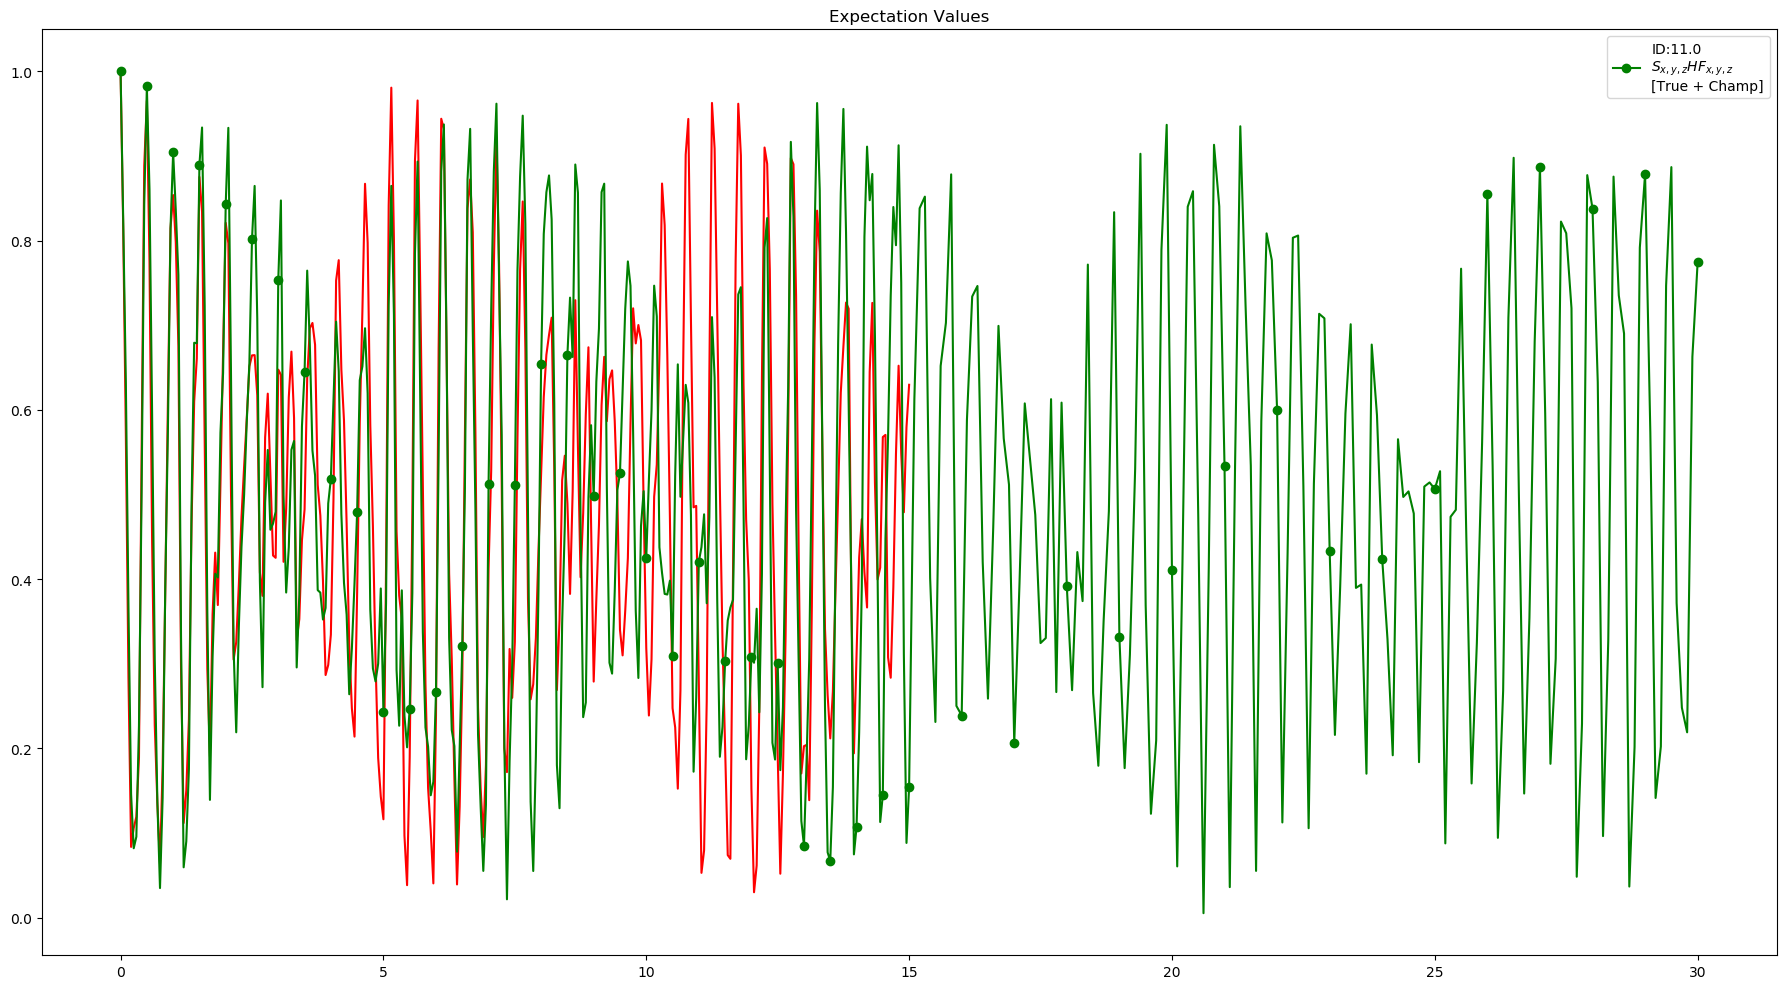 Expectation Values
ID:11.0
S_{x,y,z}HF_{x,y,z}
[True + Champ]
1.0
0.8
0.6
0.4
0.2
0.0
0 5 10 15 20 25 30